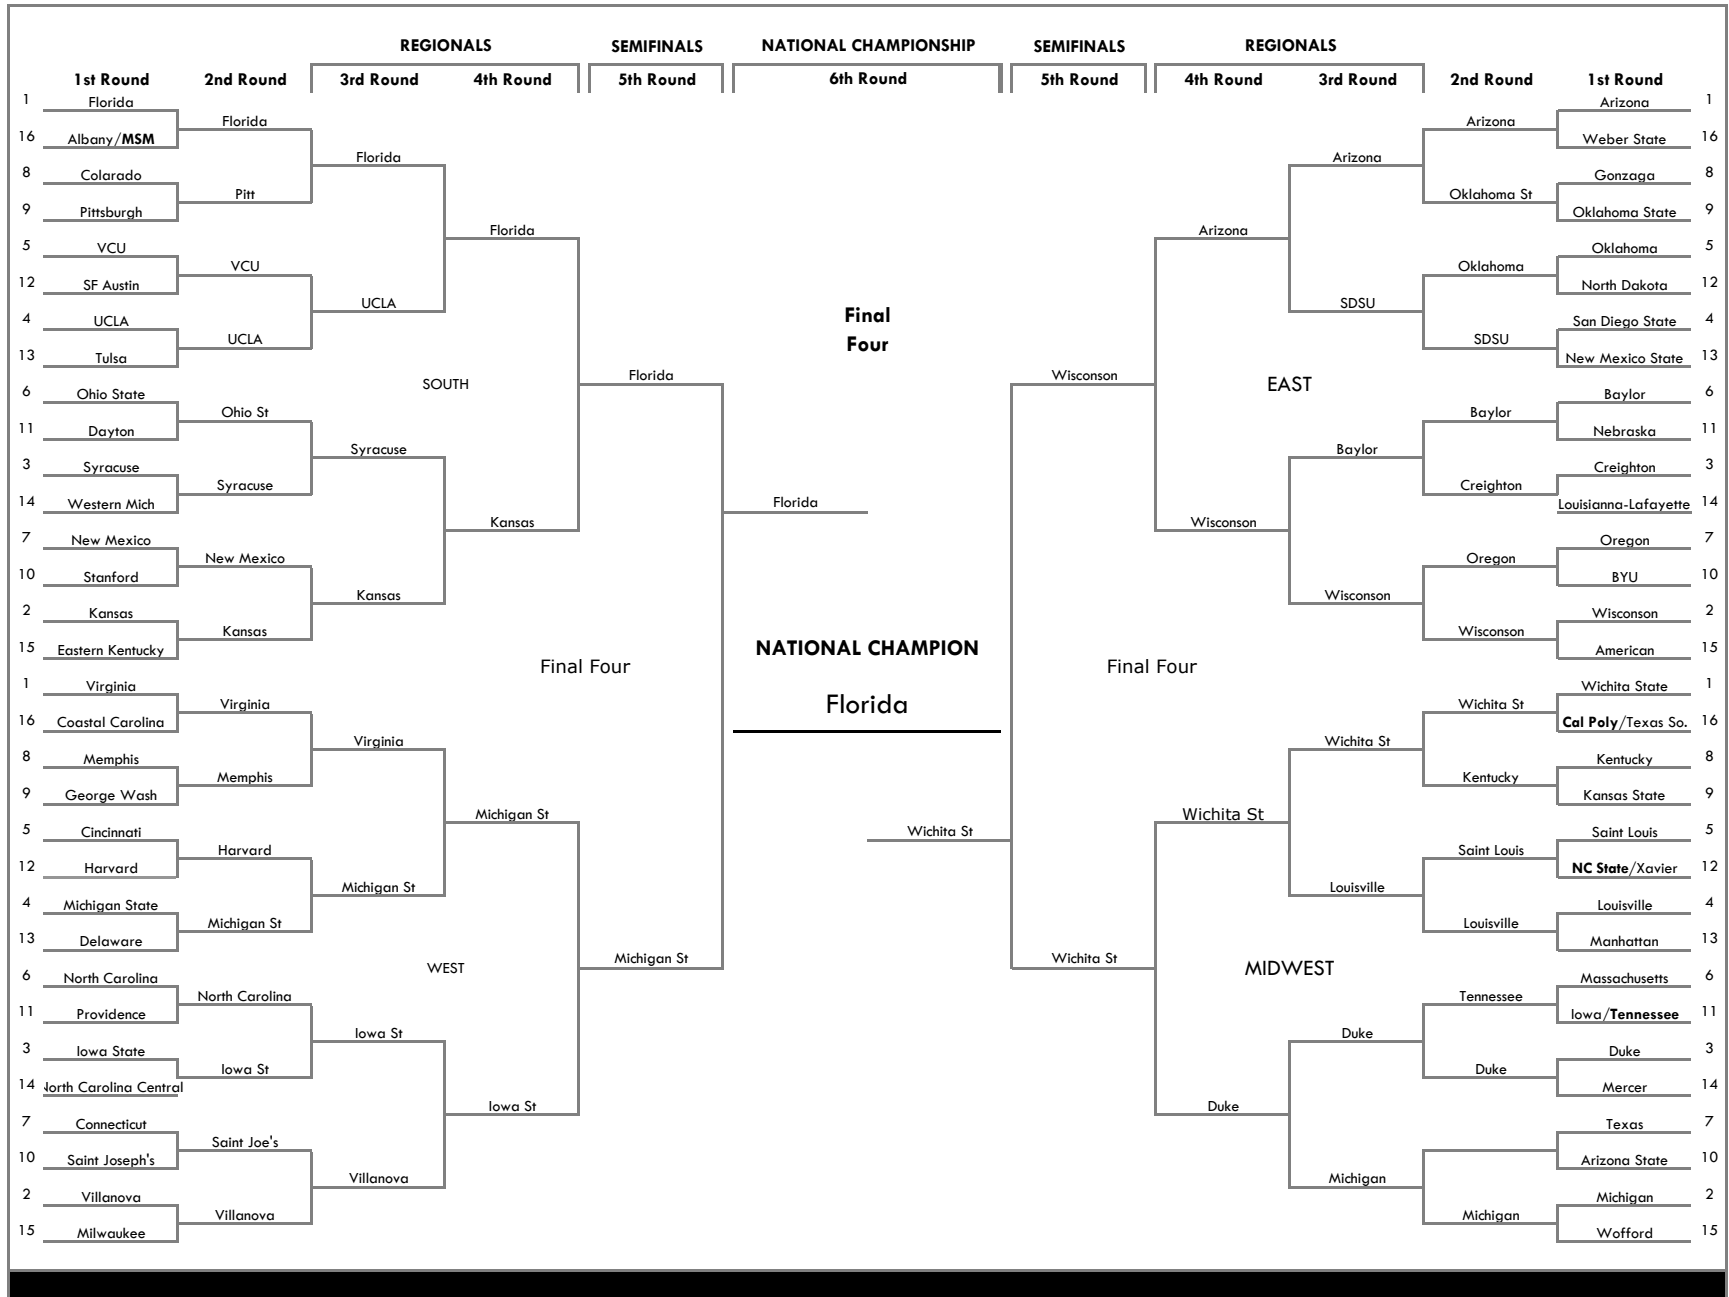 REGIONALS SEMIFINALS NATIONAL CHAMPIONSHIP SEMIFINALS REGIONALS
1st Round 2nd Round 3rd Round 4th Round 5th Round 6th Round 5th Round 4th Round 3rd Round 2nd Round 1st Round
1 Florida Arizona 1
Florida Arizona
16 Albany/MSM Weber State 16
Florida Arizona
8 Colarado Gonzaga 8
Pitt Oklahoma St
9 Pittsburgh Oklahoma State 9
Florida Arizona
5 VCU Oklahoma 5
VCU Oklahoma
12 SF Austin North Dakota 12
UCLA SDSU
4 UCLA Final San Diego State 4
UCLA Four SDSU
13 Tulsa New Mexico State 13
Florida Wisconson
SOUTH EAST
6 Ohio State Baylor 6
Ohio St Baylor
11 Dayton Nebraska 11
Syracuse Baylor
3 Syracuse Creighton 3
Syracuse Creighton
14 Western Mich Florida Louisianna-Lafayette 14
Kansas Wisconson
7 New Mexico Oregon 7
New Mexico Oregon
10 Stanford BYU 10
Kansas Wisconson
2 Kansas Wisconson 2
Kansas Wisconson
15 Eastern Kentucky NATIONAL CHAMPION American 15
Final Four Final Four
1 Virginia Wichita State 1
Virginia Florida Wichita St
16 Coastal Carolina Cal Poly/Texas So. 16
Virginia Wichita St
8 Memphis Kentucky 8
Memphis Kentucky
9 George Wash Kansas State 9
Michigan St Wichita St
5 Cincinnati Wichita St Saint Louis 5
Harvard Saint Louis
12 Harvard NC State/Xavier 12
Michigan St Louisville
4 Michigan State Louisville 4
Michigan St Louisville
13 Delaware Manhattan 13
Michigan St Wichita St
WEST MIDWEST
6 North Carolina Massachusetts 6
North Carolina Tennessee
11 Providence Iowa/Tennessee 11
Iowa St Duke
3 Iowa State Duke 3
Iowa St Duke
14 North Carolina Central Mercer 14
Iowa St Duke
7 Connecticut Texas 7
Saint Joe's
10 Saint Joseph's Arizona State 10
Villanova Michigan
2 Villanova Michigan 2
Villanova Michigan
15 Milwaukee Wofford 15